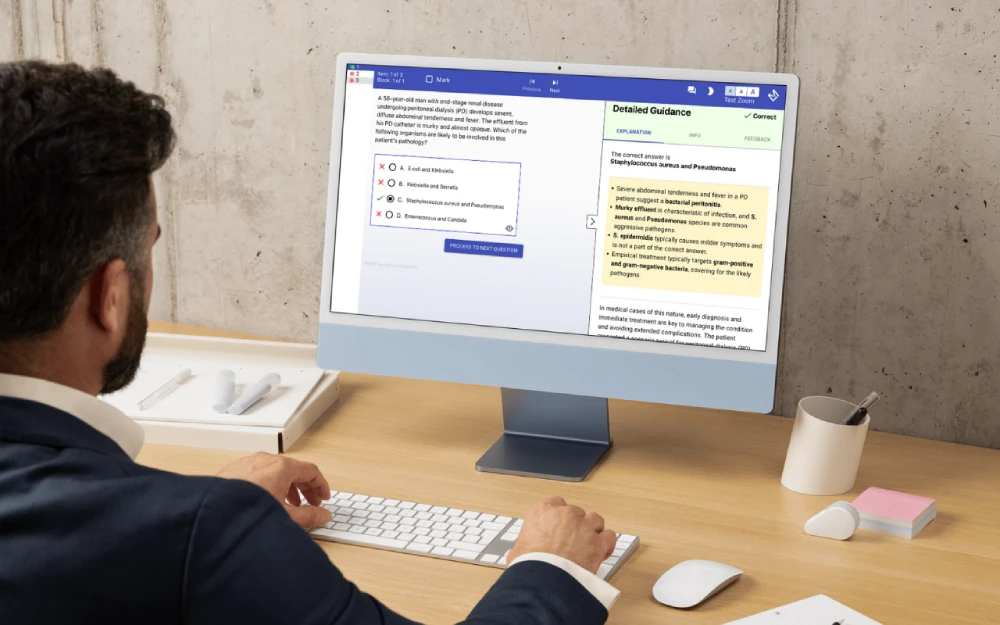 1
2
3
Item: 1 of 3
Block: 1 of 1
Mark
Previous
Next
A A A
Text Zoom
A 56-year-old man with end-stage renal disease
undergoing peritoneal dialysis (PD) develops severe,
diffuse abdominal tenderness and fever. The effluent from
his PD catheter is murky and almost opaque. Which of the
following organisms are likely to be involved in this
patient's pathology?
A. E coli and Klebsiella
B. Klebsiella and Serratia
C. Staphylococcus aureus and Pseudomonas
D. Enterococcus and Candida
PROCEED TO NEXT QUESTION
Detailed Guidance
Correct
EXPLANATION
INFO
FEEDBACK
The correct answer is
Staphylococcus aureus and Pseudomonas
• Severe abdominal tenderness and fever in a PD
patient suggest a bacterial peritonitis.
• Murky effluent is characteristic of infection, and S.
aureus and Pseudomonas species are common
aggressive pathogens.
• S. epidermidis typically causes milder symptoms and
is not a part of the correct answer.
• Empirical treatment typically targets gram-positive
and gram-negative bacteria, covering for the likely
pathogens.
In medical cases of this nature, early diagnosis and
immediate treatment are key to managing the condition
and avoiding extended complications. The patient